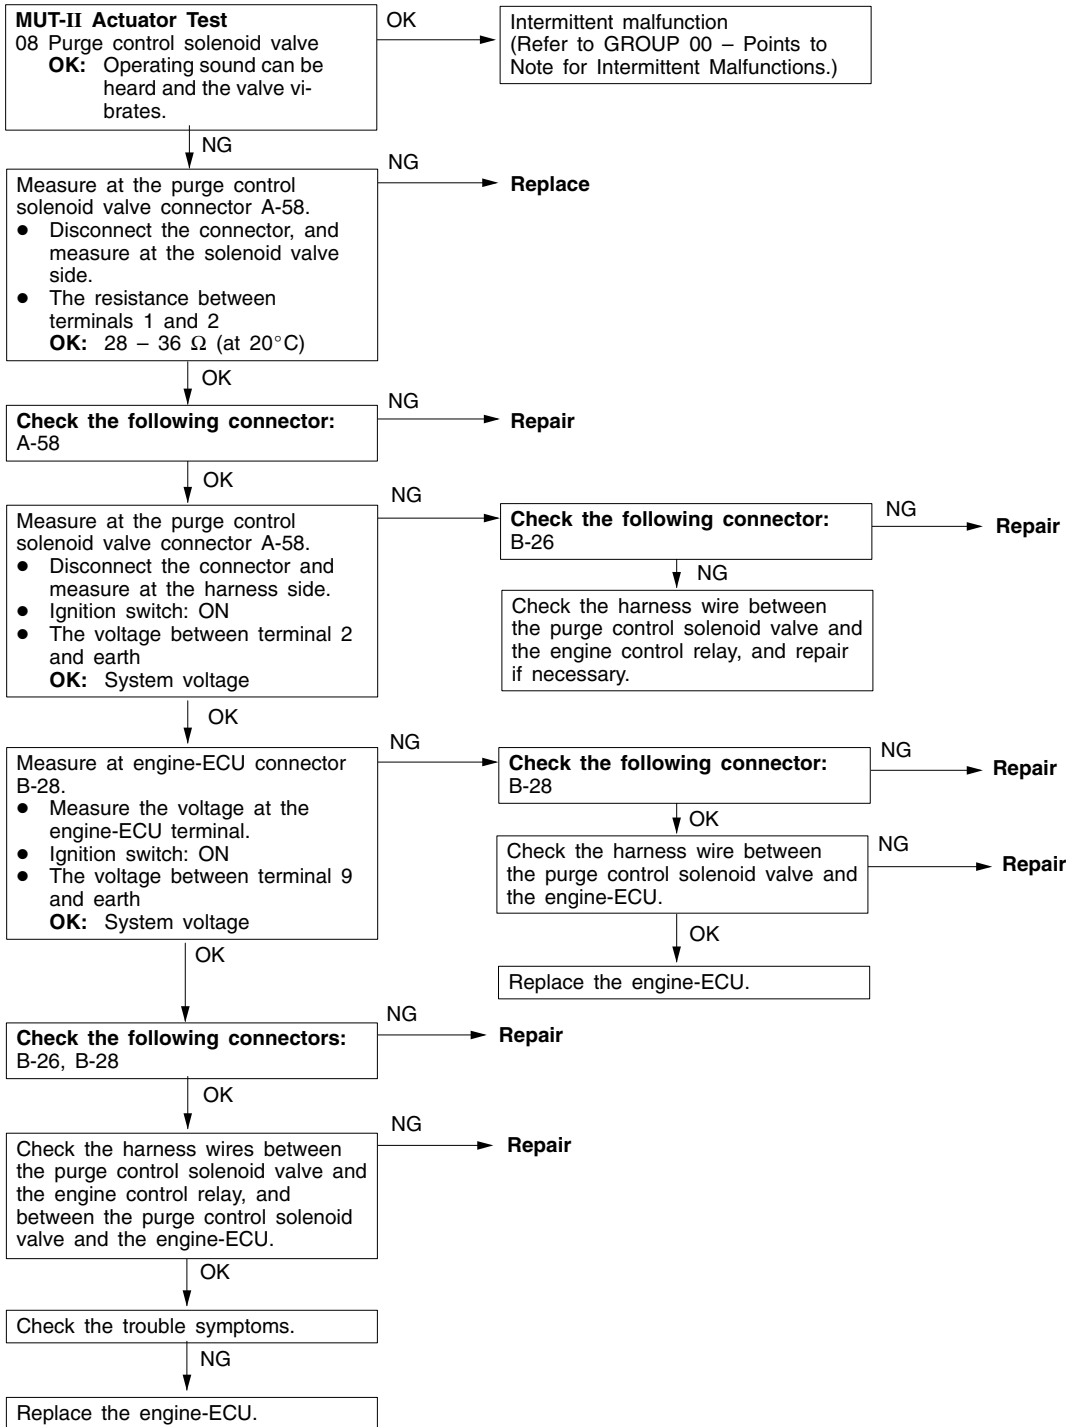 MUT-II Actuator Test
08 Purge control solenoid valve
OK: Operating sound can be
heard and the valve vi-
brates.
OK
Intermittent malfunction
(Refer to GROUP 00 – Points to
Note for Intermittent Malfunctions.)
NG
Measure at the purge control
solenoid valve connector A-58.
● Disconnect the connector, and
measure at the solenoid valve
side.
● The resistance between
terminals 1 and 2
OK: 28 – 36 Ω (at 20°C)
NG
Replace
OK
Check the following connector:
A-58
NG
Repair
OK
Measure at the purge control
solenoid valve connector A-58.
● Disconnect the connector and
measure at the harness side.
● Ignition switch: ON
● The voltage between terminal 2
and earth
OK: System voltage
NG
Check the following connector:
B-26
NG
Repair
NG
Check the harness wire between
the purge control solenoid valve and
the engine control relay, and repair
if necessary.
OK
Measure at engine-ECU connector
B-28.
● Measure the voltage at the
engine-ECU terminal.
● Ignition switch: ON
● The voltage between terminal 9
and earth
OK: System voltage
NG
Check the following connector:
B-28
NG
Repair
OK
Check the harness wire between
the purge control solenoid valve and
the engine-ECU.
NG
Repair
OK
Replace the engine-ECU.
OK
Check the following connectors:
B-26, B-28
NG
Repair
OK
Check the harness wires between
the purge control solenoid valve and
the engine control relay, and
between the purge control solenoid
valve and the engine-ECU.
NG
Repair
OK
Check the trouble symptoms.
NG
Replace the engine-ECU.